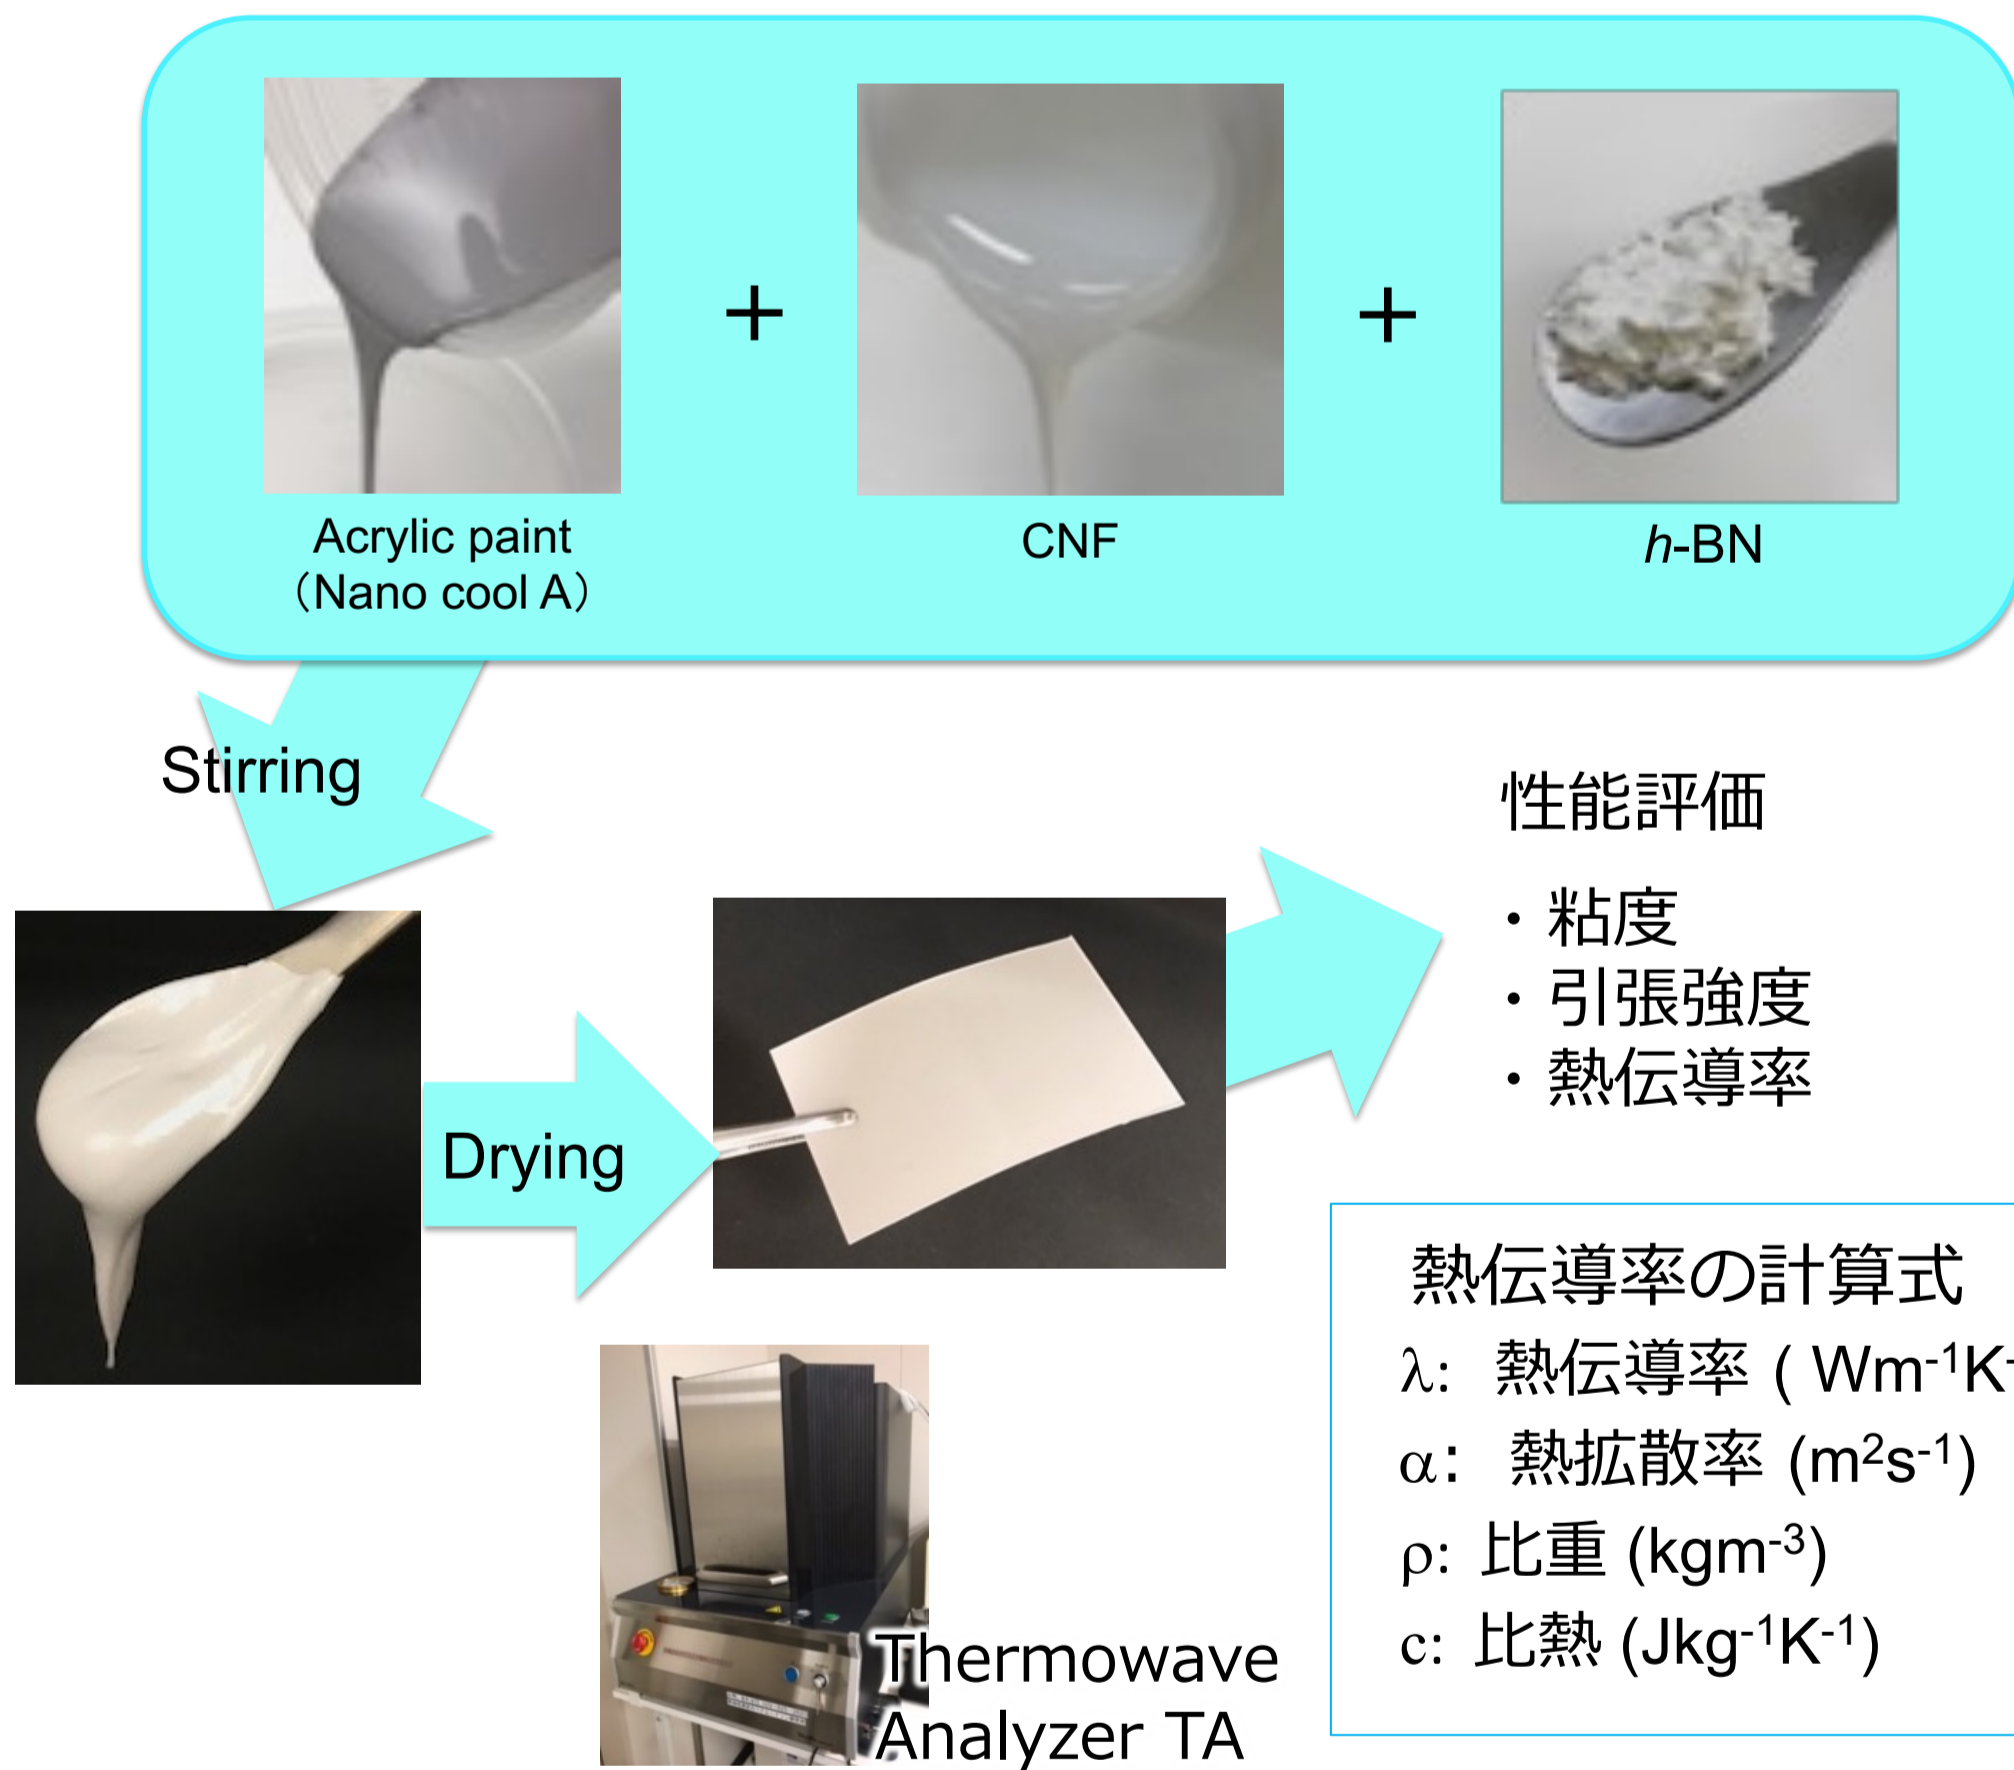 +
+
Acrylic paint
（Nano cool A）
CNF
h-BN
Stirring
Drying
性能評価
・粘度
・引張強度
・熱伝導率
熱伝導率の計算式
λ: 熱伝導率 ( Wm⁻¹K⁻
α: 熱拡散率 (m²s⁻¹)
ρ: 比重 (kgm⁻³)
c: 比熱 (Jkg⁻¹K⁻¹)
Thermowave
Analyzer TA